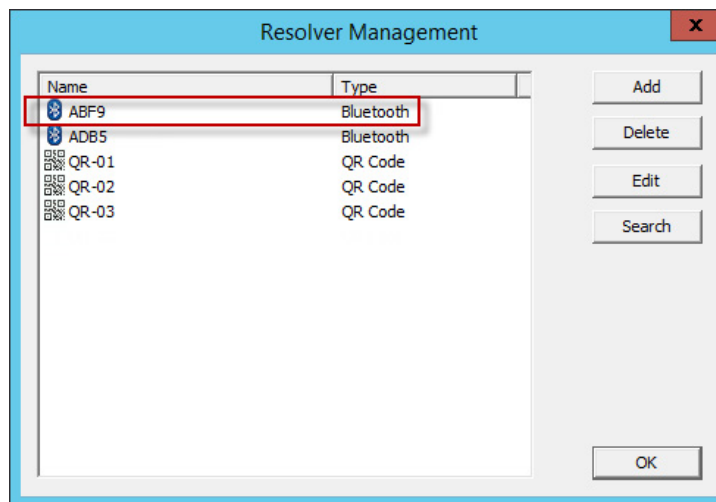 Resolver Management
x
Name Type
ABF9 Bluetooth
ADB5 Bluetooth
QR-01 QR Code
QR-02 QR Code
QR-03 QR Code
Add
Delete
Edit
Search
OK